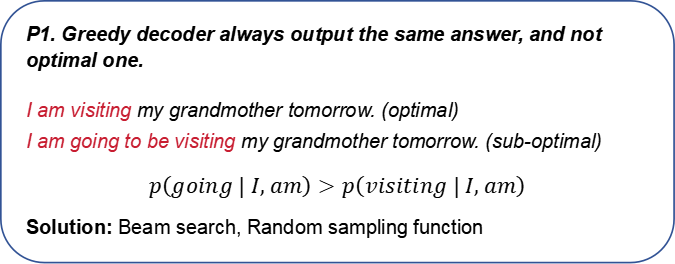 P1. Greedy decoder always output the same answer, and not
optimal one.
I am visiting my grandmother tomorrow. (optimal)
I am going to be visiting my grandmother tomorrow. (sub-optimal)
p(going | I, am) > p(visiting | I, am)
Solution: Beam search, Random sampling function